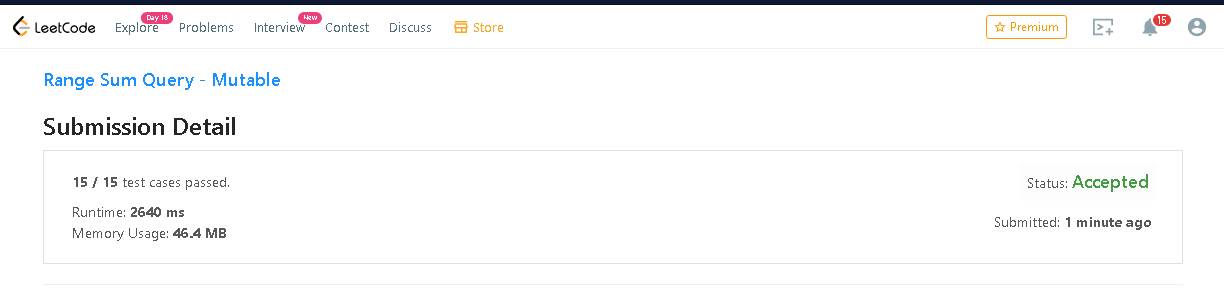 LeetCode Explore Day 18 Problems Interview New Contest Discuss Store Premium 15
Range Sum Query - Mutable
Submission Detail
15 / 15 test cases passed. Status: Accepted
Runtime: 2640 ms
Submitted: 1 minute ago
Memory Usage: 46.4 MB